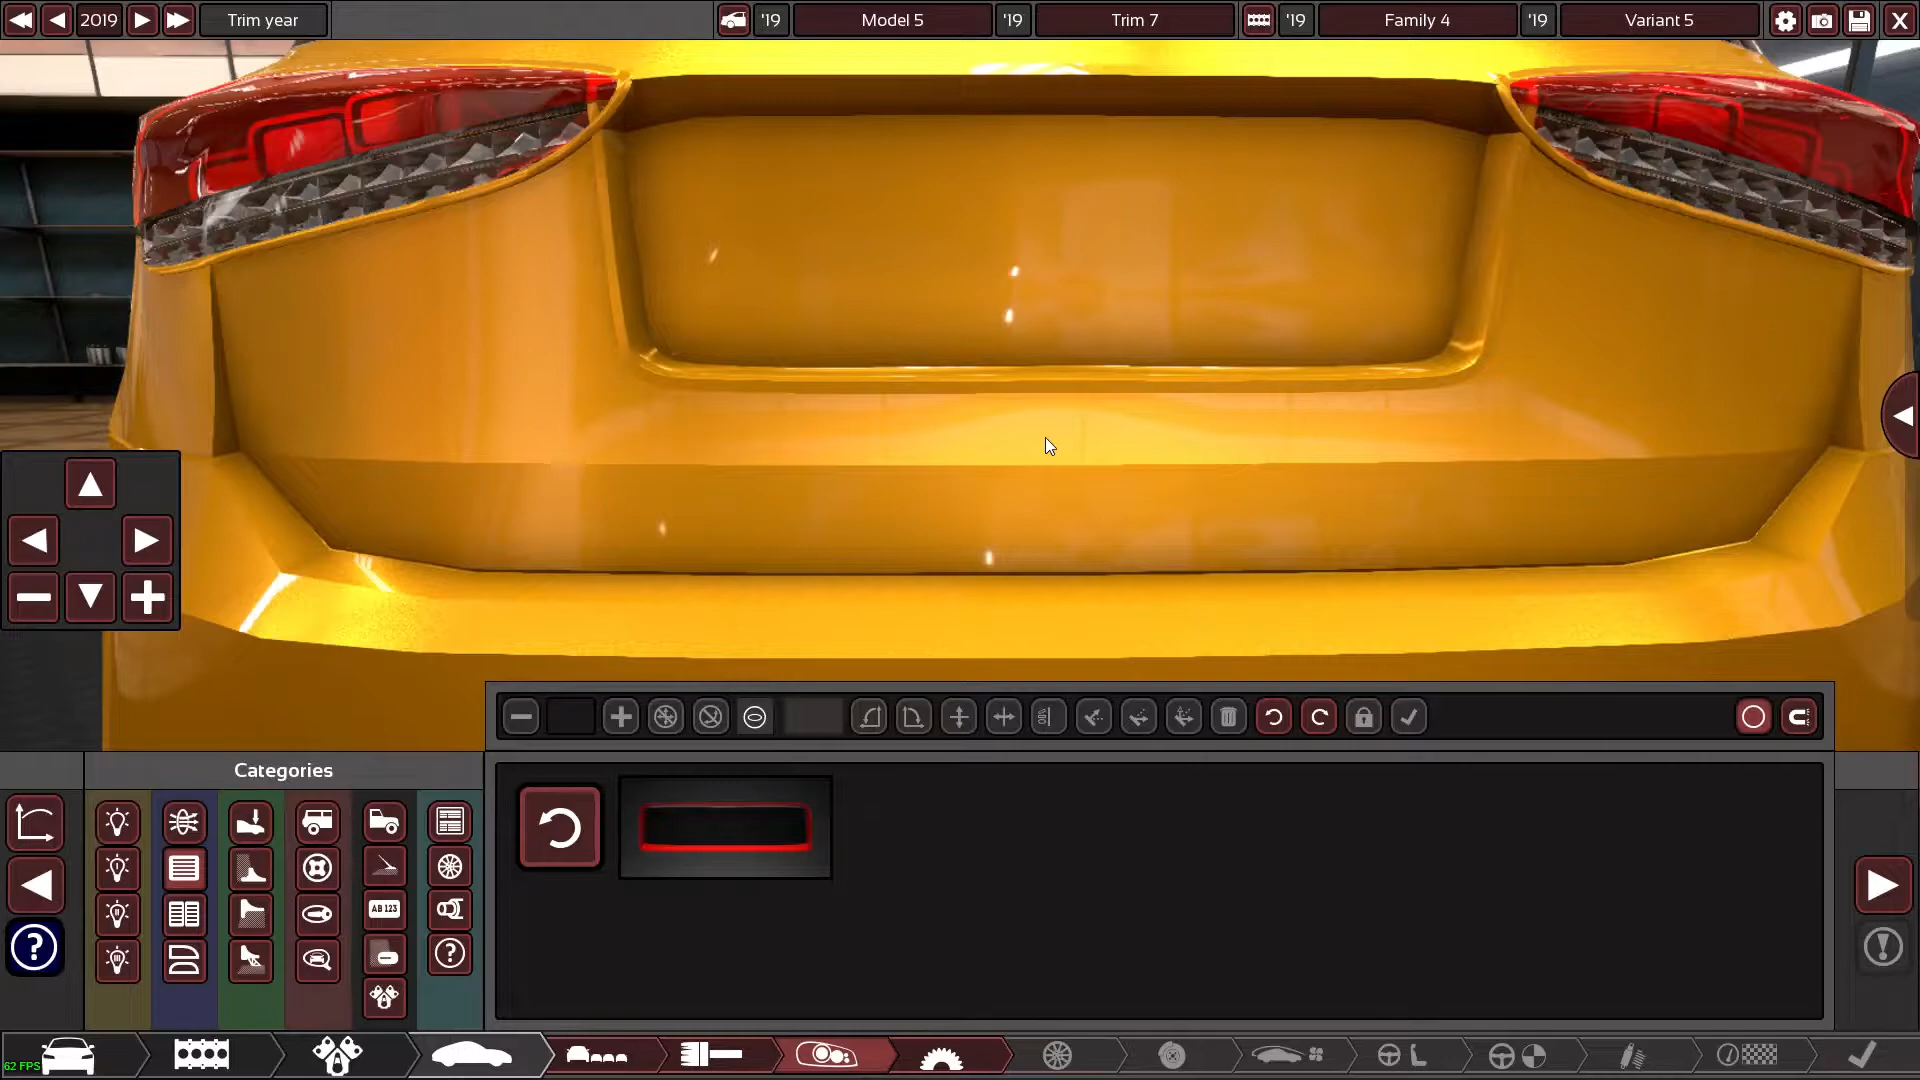 2019
Trim year
'19
Model 5
'19
Trim 7
'19
Family 4
'19
Variant 5
Categories
AB 123
62 FPS